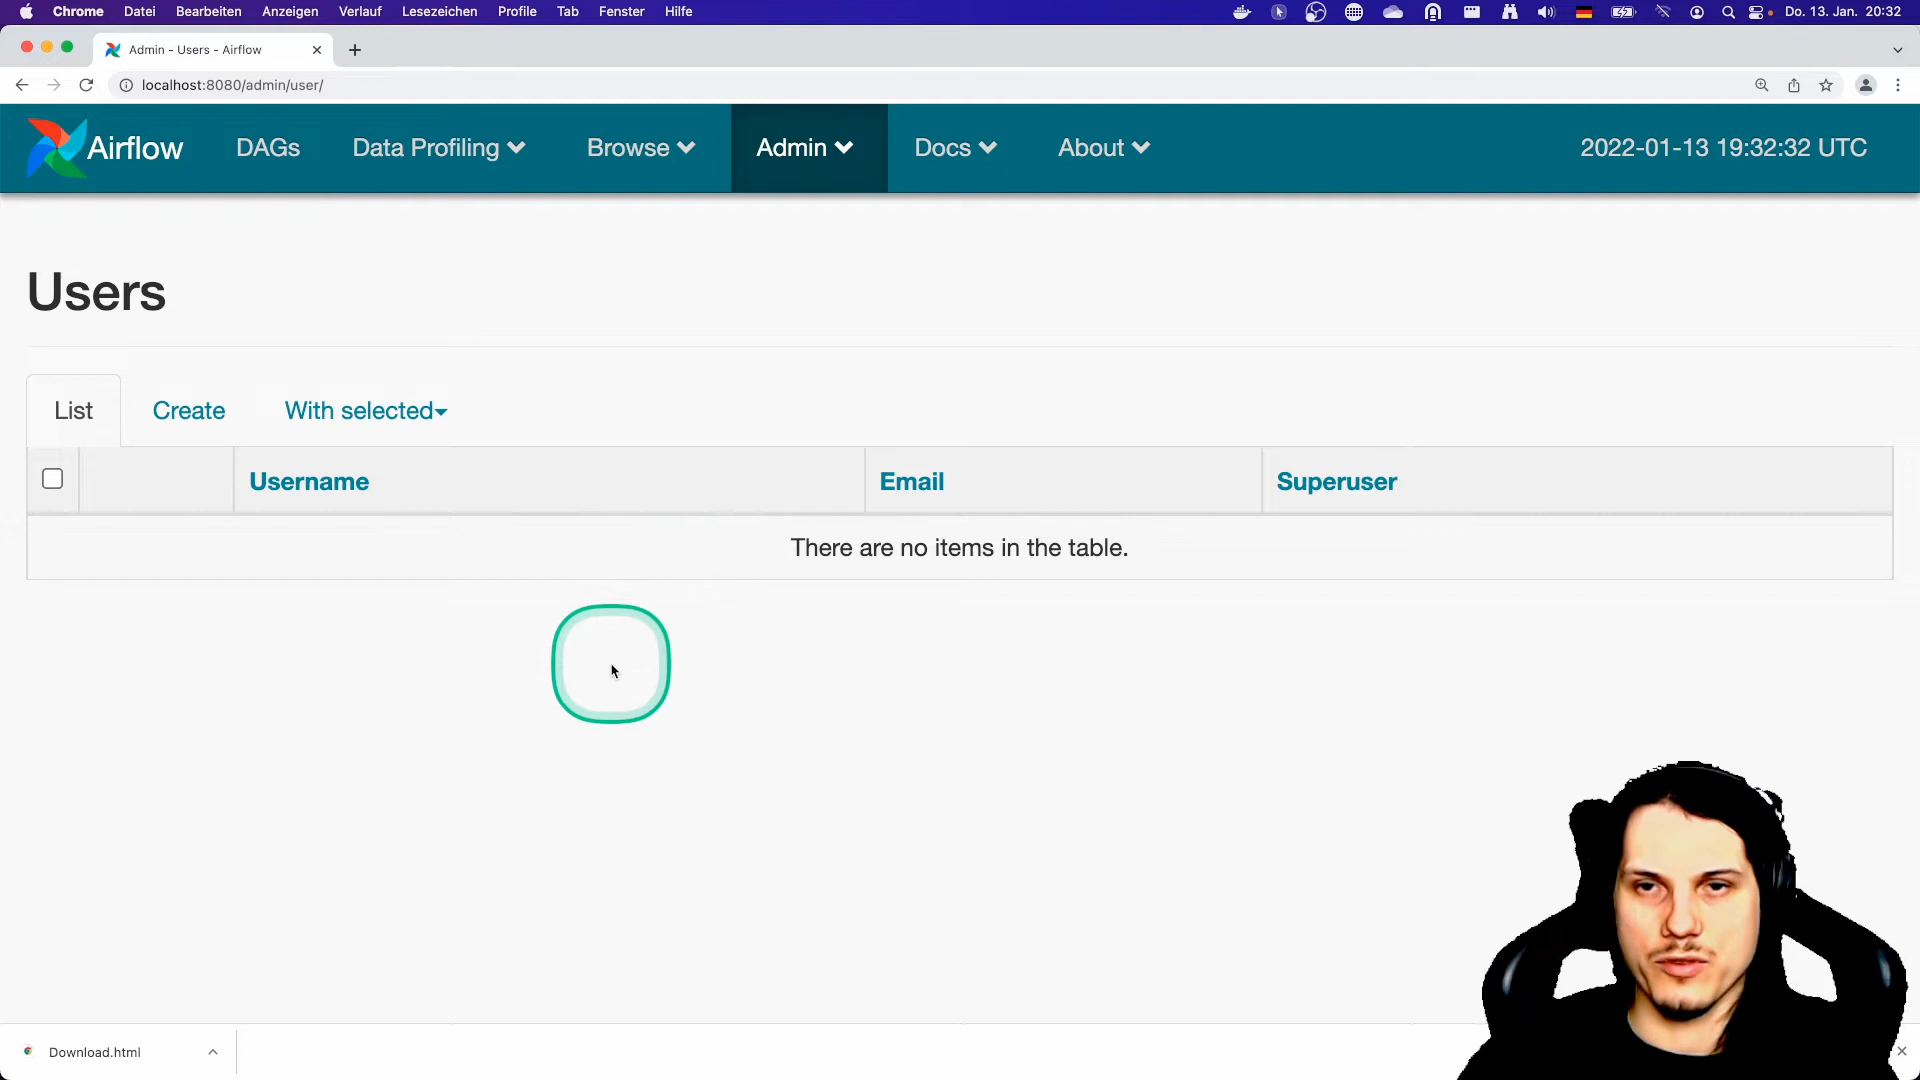 Chrome Datei Bearbeiten Anzeigen Verlauf Lesezeichen Profile Tab Fenster Hilfe Do. 13. Jan. 20:32
Admin - Users - Airflow
localhost:8080/admin/user/
Airflow DAGs Data Profiling Browse Admin Docs About 2022-01-13 19:32:32 UTC
Users
List Create With selected
Username Email Superuser
There are no items in the table.
Download.html